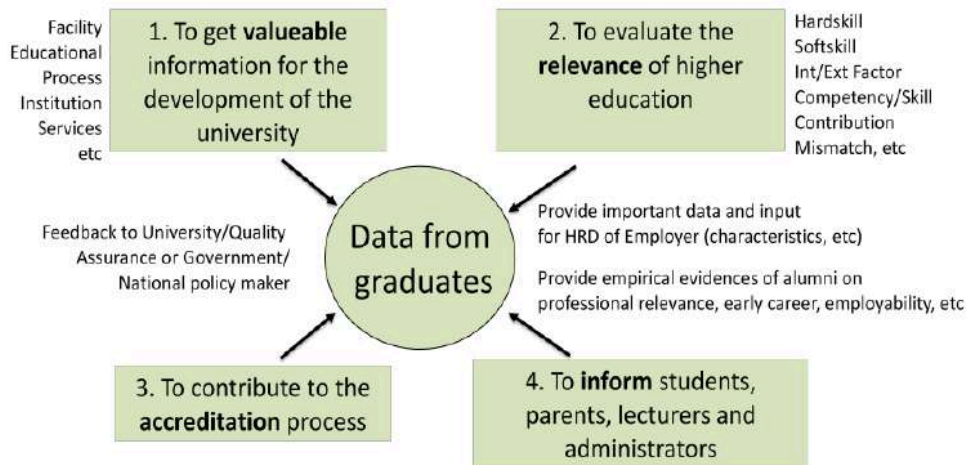 Facility
Educational
Process
Institution
Services
etc
1. To get valueable
information for the
development of the
university
2. To evaluate the
relevance of higher
education
Hardskill
Softskill
Int/Ext Factor
Competency/Skill
Contribution
Mismatch, etc
Feedback to University/Quality
Assurance or Government/
National policy maker
Data from
graduates
Provide important data and input
for HRD of Employer (characteristics, etc)
Provide empirical evidences of alumni on
professional relevance, early career, employability, etc
3. To contribute to the
accreditation process
4. To inform students,
parents, lecturers and
administrators